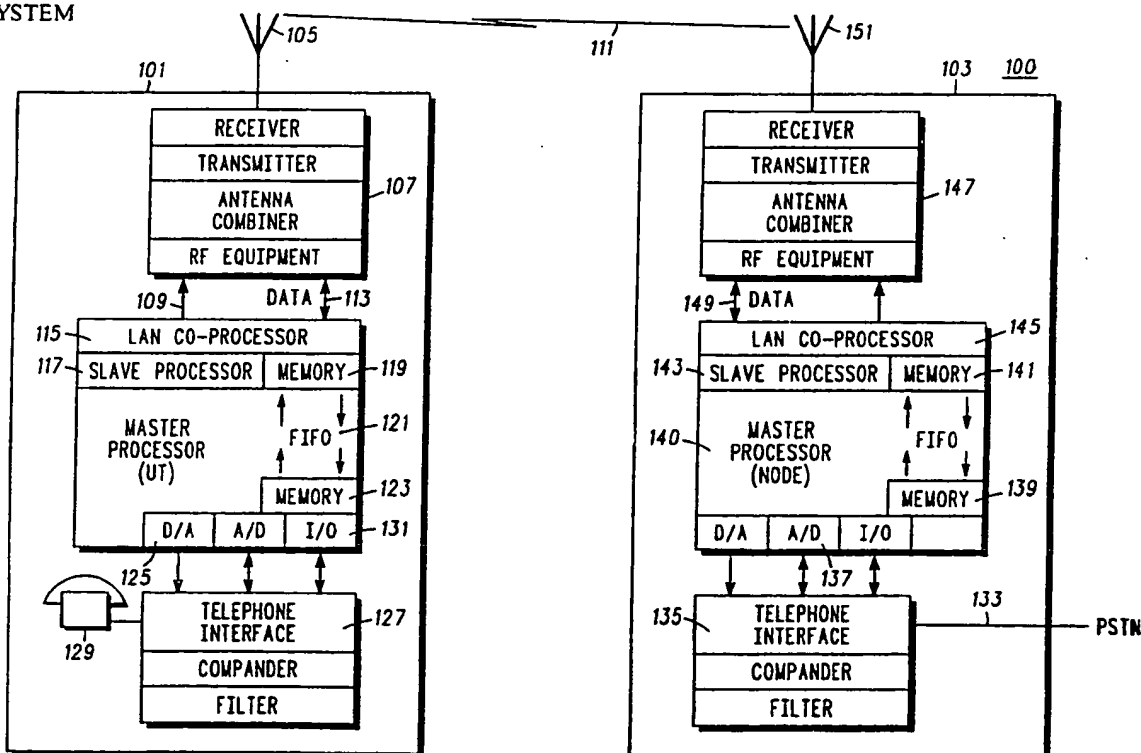 YSTEM
105
111
151
101
103
100
RECEIVER
TRANSMITTER
ANTENNA
COMBINER
RF EQUIPMENT
107
RECEIVER
TRANSMITTER
ANTENNA
COMBINER
RF EQUIPMENT
147
109
DATA
113
149
DATA
115
LAN CO-PROCESSOR
117
SLAVE PROCESSOR
MEMORY
119
MASTER
PROCESSOR
(UT)
FIFO
121
MEMORY
123
D/A
A/D
I/O
131
125
LAN CO-PROCESSOR
145
143
SLAVE PROCESSOR
MEMORY
141
140
MASTER
PROCESSOR
(NODE)
FIFO
MEMORY
139
D/A
A/D
I/O
137
129
TELEPHONE
INTERFACE
127
COMPANDER
FILTER
135
TELEPHONE
INTERFACE
COMPANDER
FILTER
133
PSTN